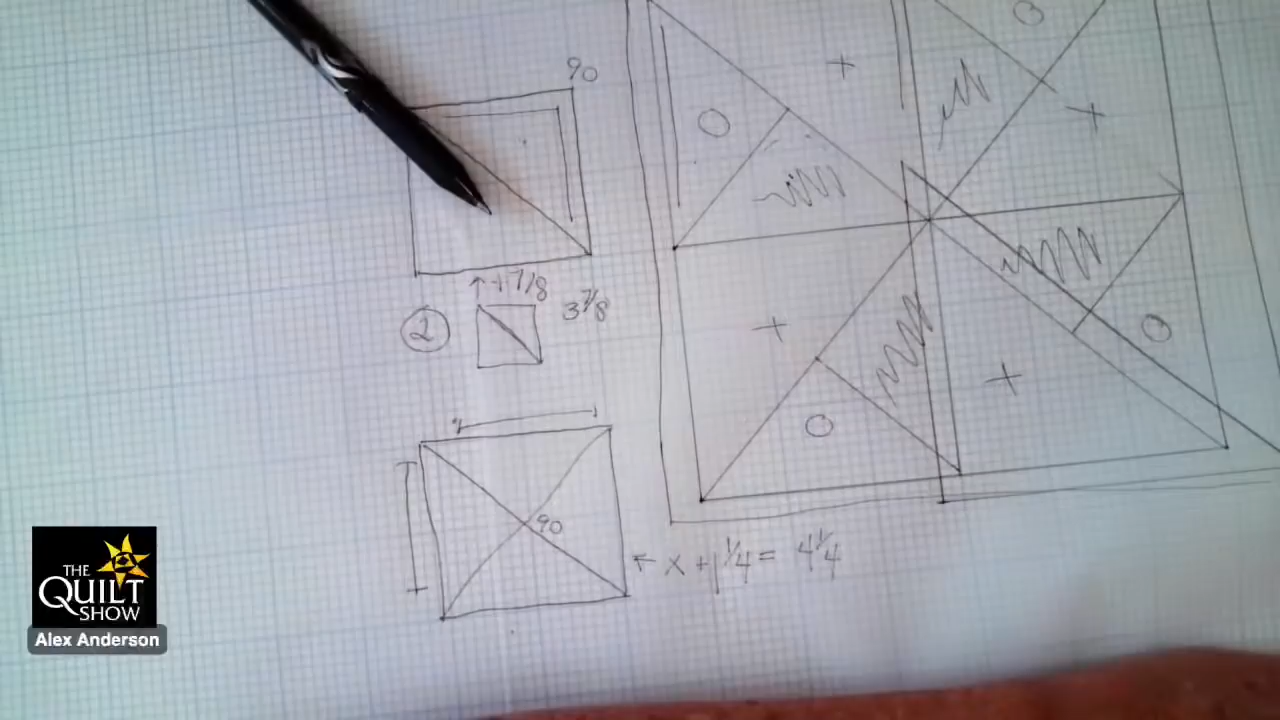 90
O
+
O
+
+7/8
2
3 7/8
90
x + 1 1/4 = 4 1/4
+
O
+
O
THE
QUILT
SHOW
Alex Anderson